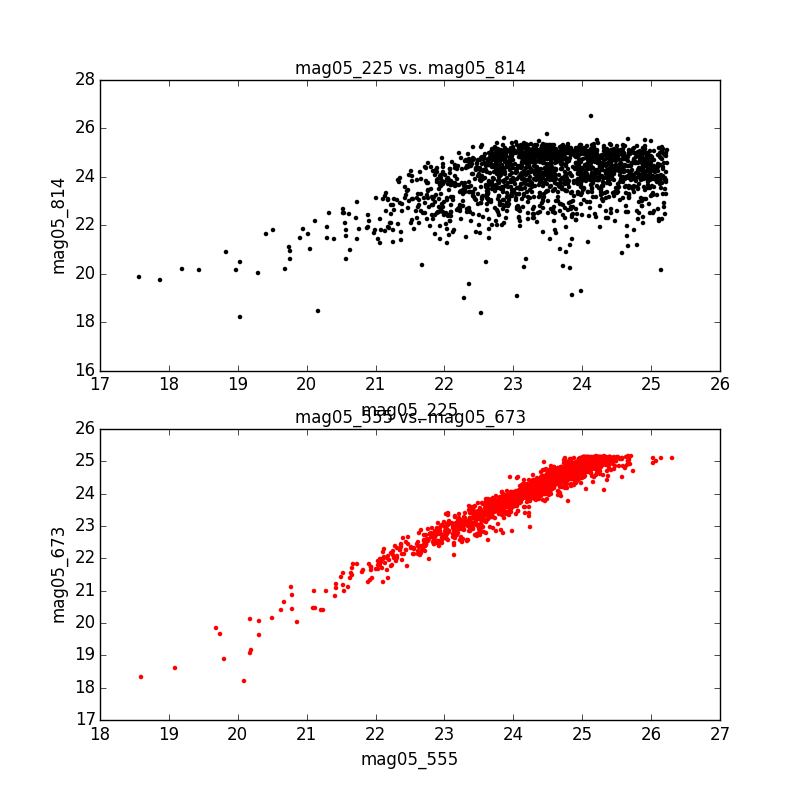 mag05_225 vs. mag05_814
28
26
24
22
20
18
16
mag05_814
17 18 19 20 21 22 23 24 25 26
mag05_225
mag05_555 vs. mag05_673
26
25
24
23
22
21
20
19
18
17
mag05_673
18 19 20 21 22 23 24 25 26 27
mag05_555